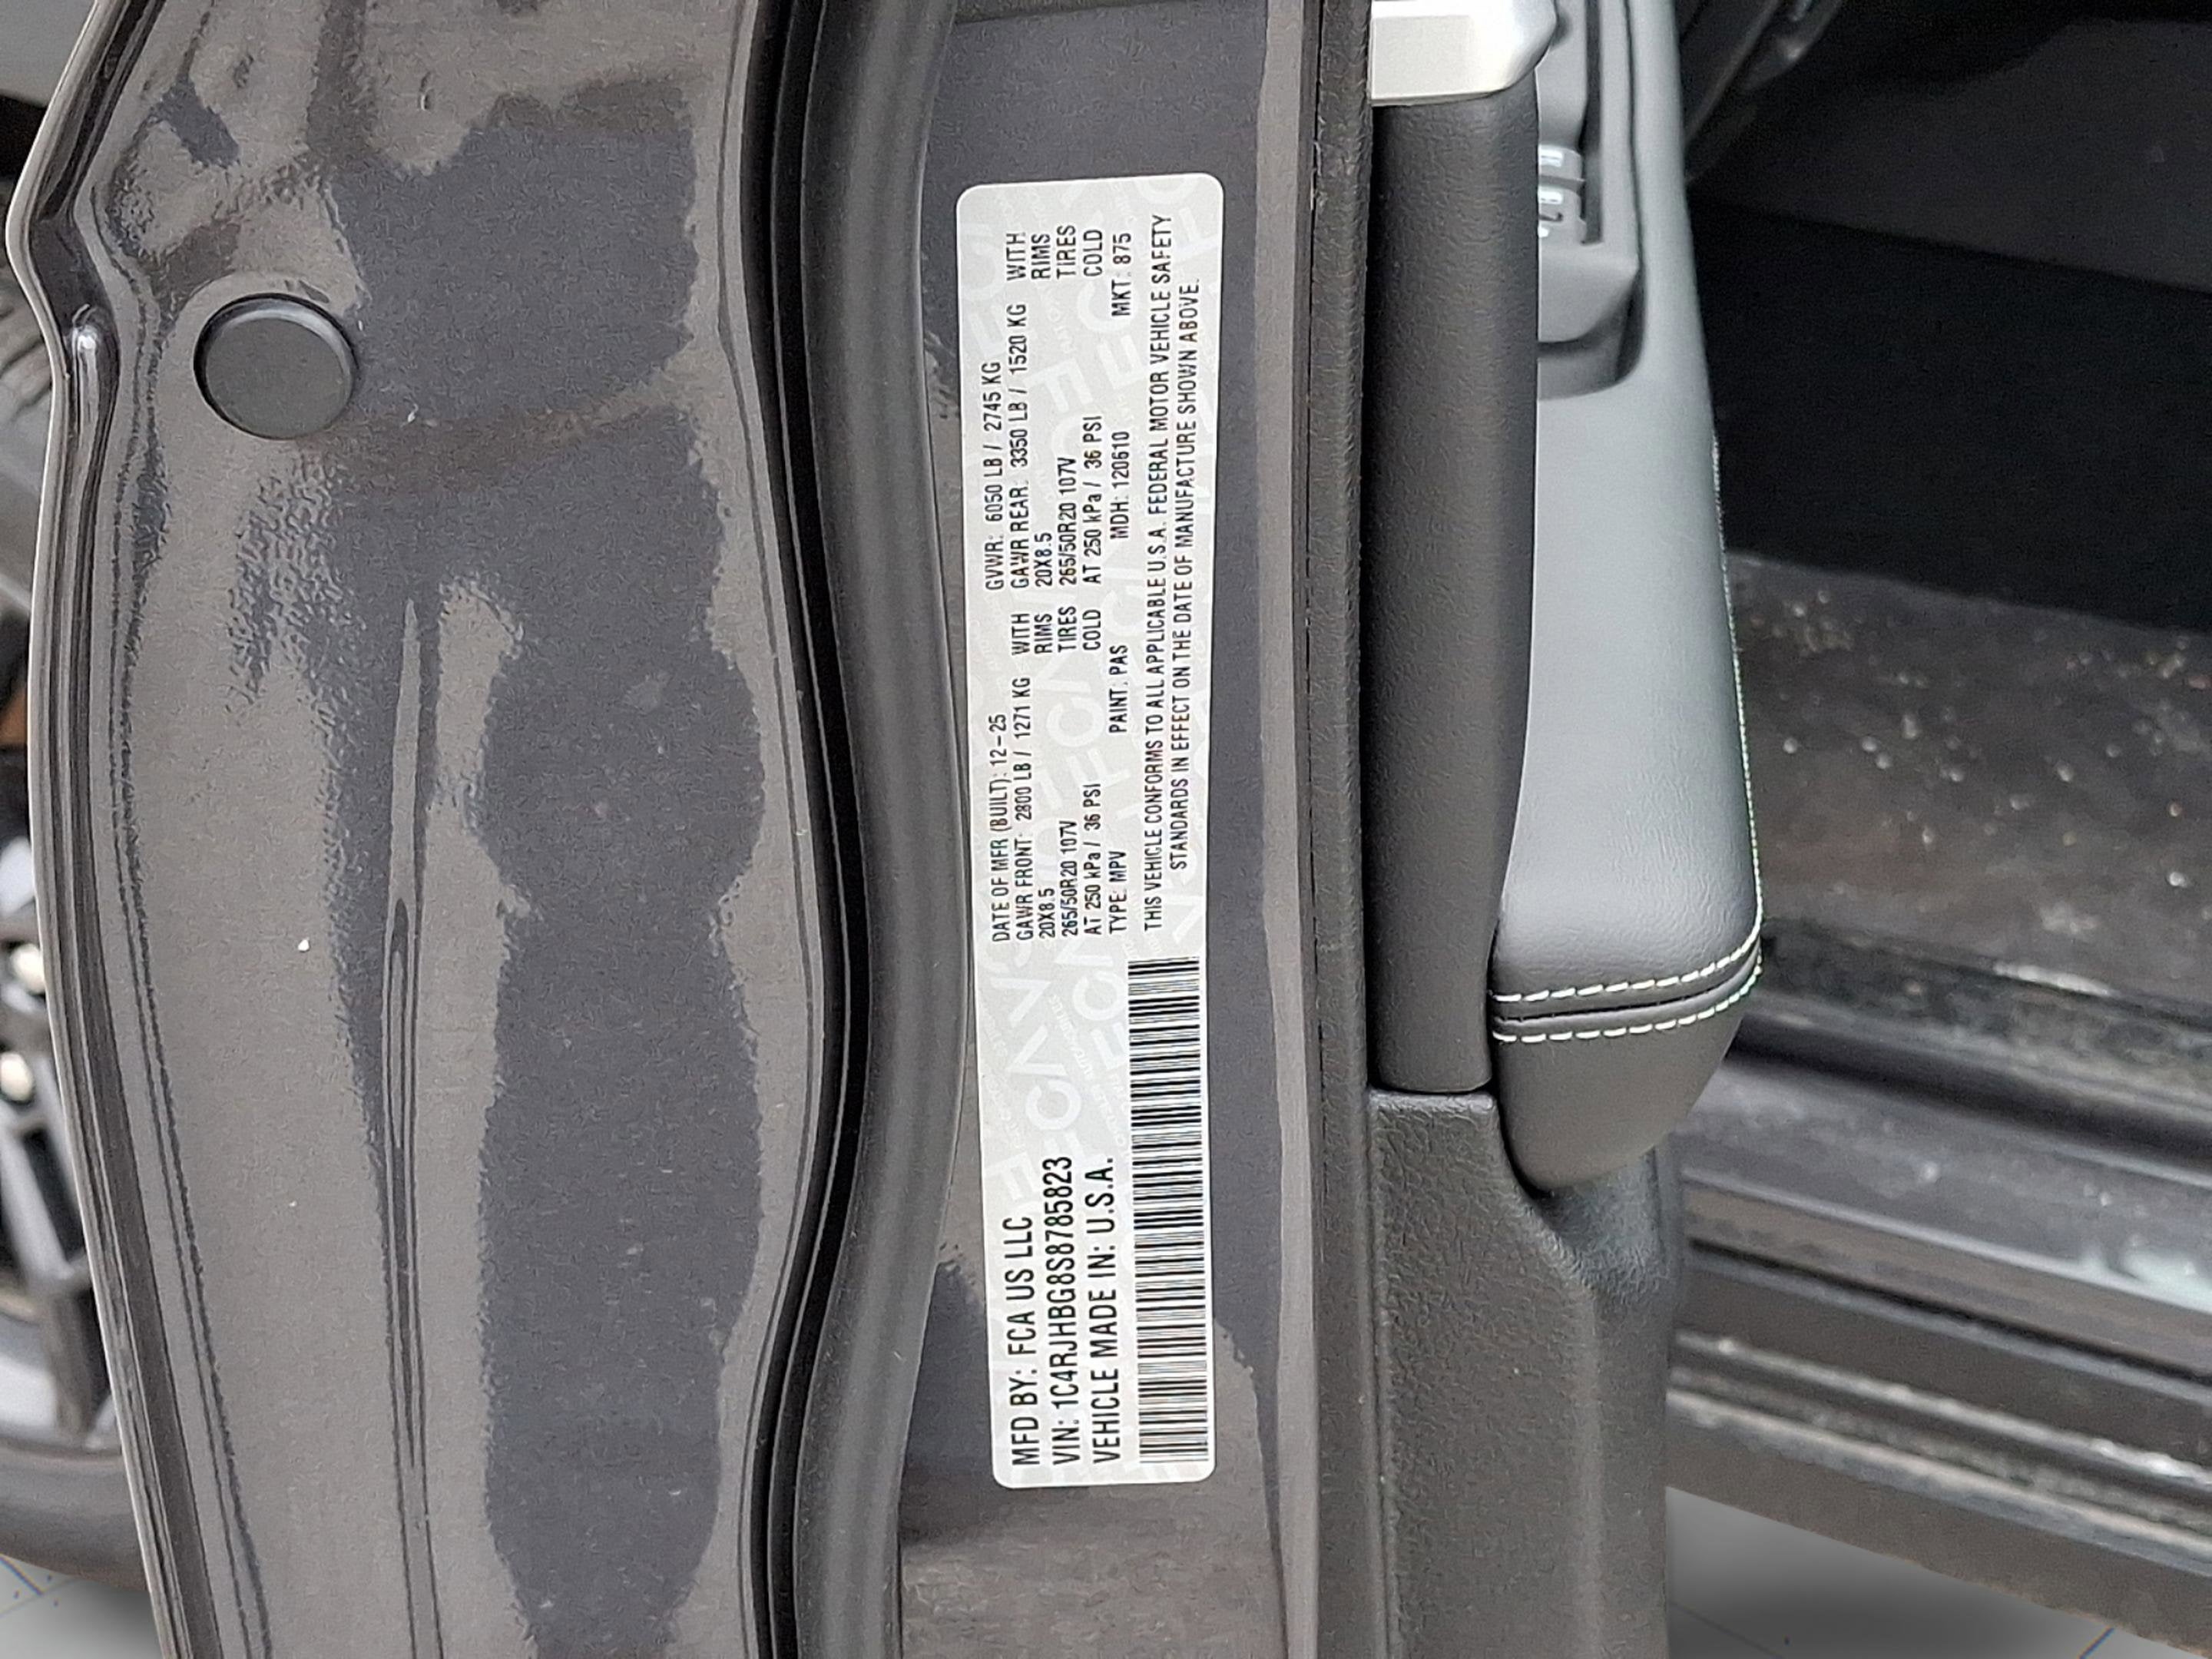 MFD BY: FCA US LLC
VIN: 1C4RJHBG8S8785823
VEHICLE MADE IN: U.S.A.
DATE OF MFR (BUILT): 12-25 GVWR: 6050 LB / 2745 KG
GAWR FRONT: 2800 LB / 1271 KG WITH GAWR REAR: 3350 LB / 1520 KG WITH
20X8.5 RIMS 20X8.5 RIMS
265/50R20 107V TIRES 265/50R20 107V TIRES
AT 250 kPa / 36 PSI COLD AT 250 kPa / 36 PSI COLD
TYPE: MPV PAINT: PAS MDH: 120610 MKT: 875
THIS VEHICLE CONFORMS TO ALL APPLICABLE U.S.A. FEDERAL MOTOR VEHICLE SAFETY
STANDARDS IN EFFECT ON THE DATE OF MANUFACTURE SHOWN ABOVE.